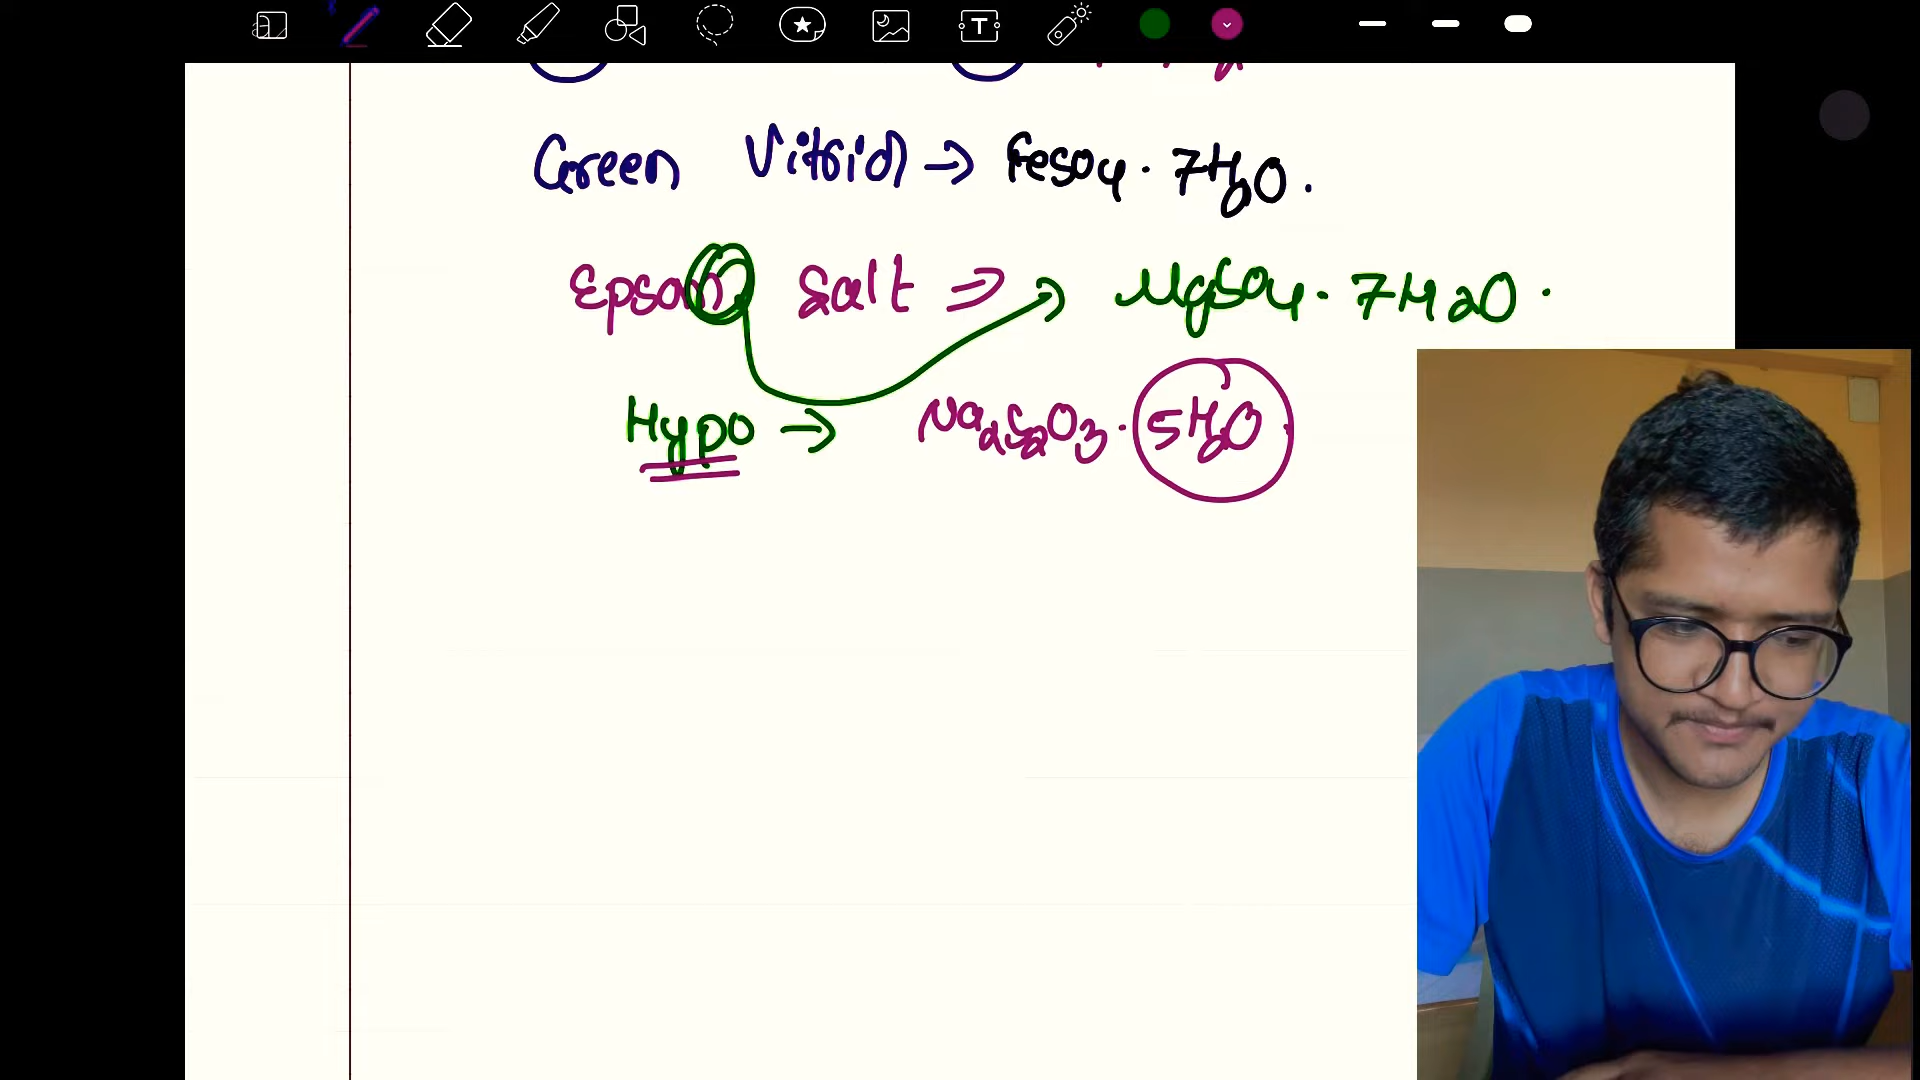 Green Vitriol → FeSO4 · 7H2O.
Epsom Salt ⇒ → MgSO4 · 7H2O ·
Hypo → Na2S2O3 · 5H2O